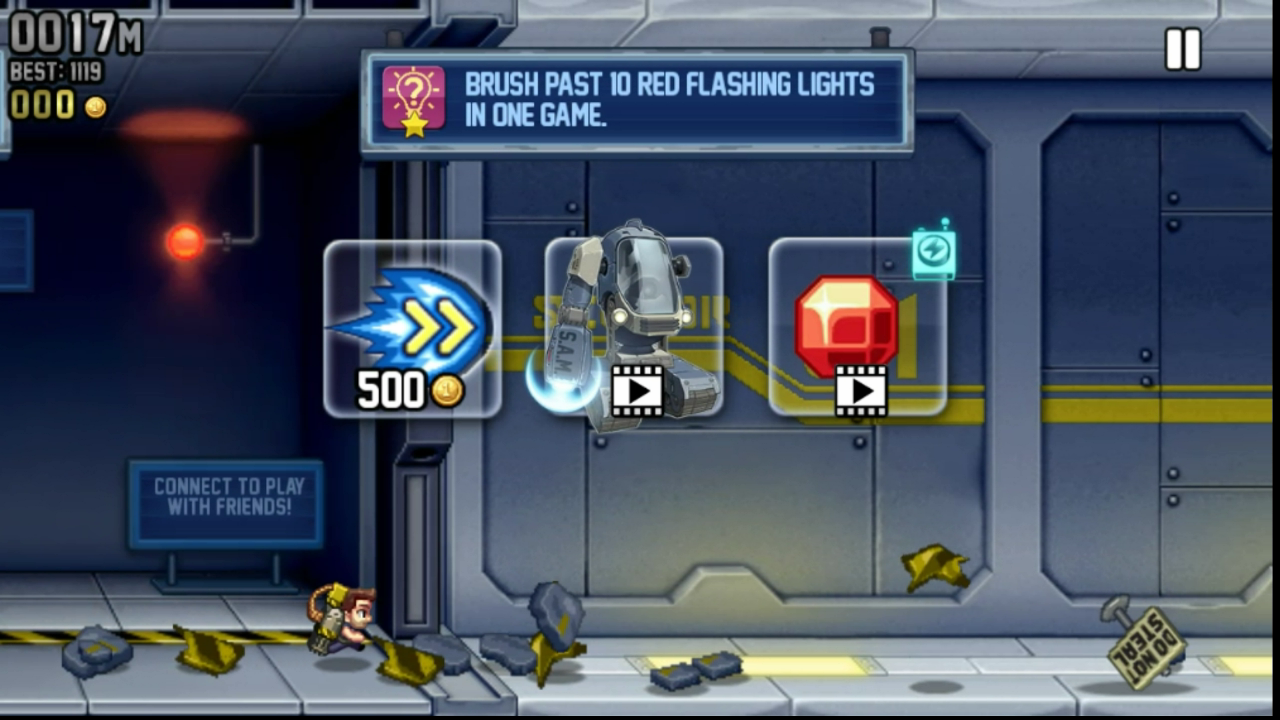 0017M
BEST: 1119
000
BRUSH PAST 10 RED FLASHING LIGHTS
IN ONE GAME.
500
S.A.M
CONNECT TO PLAY
WITH FRIENDS!
DO NOT
STEAL